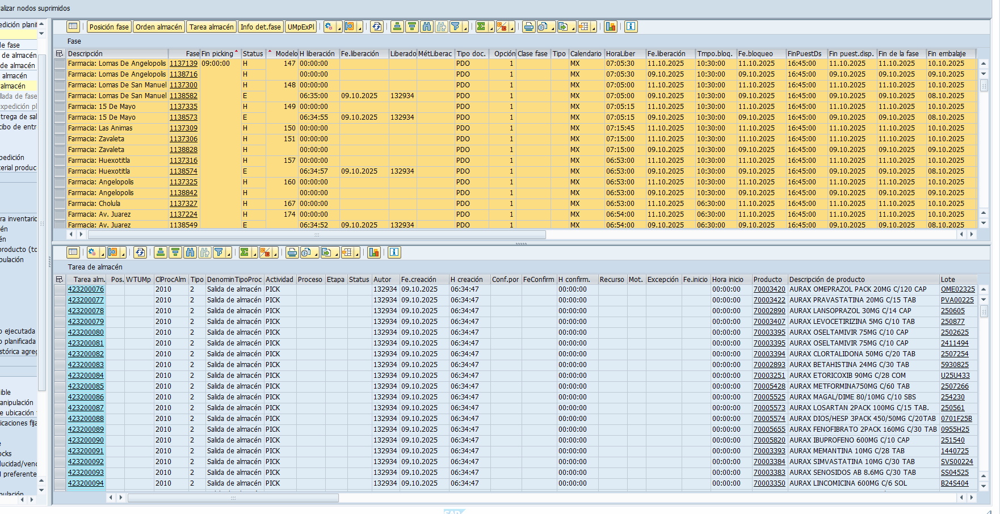 alizar nodos suprimidos
edición planif
e fase
de almacén
de almacén
almacén
almacén
llada de fase
xpedición pl
trega de sal
cibo de entr
pedición
terial produc
ra inventario
én
én
producto (to
pulación
o ejecutada
o planificada
stórica agreg
ible
anipulación
e ubicación
icaciones fija
e
ocks
ducidad/venc
l preferente
pulación
Posición fase Orden almacén Tarea almacén Info det.fase UMpExPl
Fase
Descripción Fase Fin picking Status Modelo H liberación Fe.liberación Liberado MétLiberac Tipo doc. Opción Clase fase Tipo Calendario HoraLiber Fe.liberación Tmpo.bloq. Fe.bloqueo FinPuestDs Fin puest.disp. Fin de la fase Fin embalaje
Farmacia: Lomas De Angelopolis 1137139 09:00:00 H 147 00:00:00 PDO 1 MX 07:05:30 11.10.2025 10:30:00 11.10.2025 16:45:00 11.10.2025 11.10.2025 10.10.2025
Farmacia: Lomas De Angelopolis 1138716 H 00:00:00 PDO 1 MX 07:05:30 09.10.2025 10:30:00 09.10.2025 16:45:00 09.10.2025 09.10.2025 09.10.2025
Farmacia: Lomas De San Manuel 1137300 H 148 00:00:00 PDO 1 MX 07:05:00 11.10.2025 10:30:00 11.10.2025 16:45:00 11.10.2025 11.10.2025 10.10.2025
Farmacia: Lomas De San Manuel 1138582 E 06:35:00 09.10.2025 132934 PDO 1 MX 07:05:00 09.10.2025 10:30:00 09.10.2025 16:45:00 09.10.2025 09.10.2025 08.10.2025
Farmacia: 15 De Mayo 1137335 H 149 00:00:00 PDO 1 MX 07:05:15 11.10.2025 10:30:00 11.10.2025 16:45:00 11.10.2025 11.10.2025 10.10.2025
Farmacia: 15 De Mayo 1138573 E 06:34:55 09.10.2025 132934 PDO 1 MX 07:05:15 09.10.2025 10:30:00 09.10.2025 16:45:00 09.10.2025 09.10.2025 08.10.2025
Farmacia: Las Animas 1137309 H 150 00:00:00 PDO 1 MX 07:15:45 11.10.2025 10:30:00 11.10.2025 16:45:00 11.10.2025 11.10.2025 10.10.2025
Farmacia: Zavaleta 1137306 H 151 00:00:00 PDO 1 MX 07:15:00 11.10.2025 10:30:00 11.10.2025 16:45:00 11.10.2025 11.10.2025 10.10.2025
Farmacia: Zavaleta 1138828 H 00:00:00 PDO 1 MX 07:15:00 09.10.2025 10:30:00 09.10.2025 16:45:00 09.10.2025 09.10.2025 09.10.2025
Farmacia: Huexotitla 1137316 H 157 00:00:00 PDO 1 MX 06:53:00 11.10.2025 10:30:00 11.10.2025 16:45:00 11.10.2025 11.10.2025 10.10.2025
Farmacia: Huexotitla 1138574 E 06:34:57 09.10.2025 132934 PDO 1 MX 06:53:00 09.10.2025 10:30:00 09.10.2025 16:45:00 09.10.2025 09.10.2025 08.10.2025
Farmacia: Angelopolis 1137325 H 160 00:00:00 PDO 1 MX 06:53:00 11.10.2025 10:30:00 11.10.2025 16:45:00 11.10.2025 11.10.2025 10.10.2025
Farmacia: Angelopolis 1138842 H 00:00:00 PDO 1 MX 06:53:00 09.10.2025 10:30:00 09.10.2025 16:45:00 09.10.2025 09.10.2025 09.10.2025
Farmacia: Cholula 1137327 H 167 00:00:00 PDO 1 MX 06:53:00 11.10.2025 06:30:00 11.10.2025 16:45:00 11.10.2025 11.10.2025 10.10.2025
Farmacia: Av. Juarez 1137224 H 174 00:00:00 PDO 1 MX 06:54:00 11.10.2025 06:30:00 11.10.2025 16:45:00 11.10.2025 11.10.2025 10.10.2025
Farmacia: Av. Juarez 1138549 E 06:34:52 09.10.2025 132934 PDO 1 MX 06:54:00 09.10.2025 06:30:00 09.10.2025 16:45:00 09.10.2025 09.10.2025 08.10.2025
Tarea de almacén
Tarea alm. Pos. WTUMp ClProcAlm Tipo DenominTipoProc Actividad Proceso Etapa Status Autor Fe.creación H creación Conf.por FeConfirm H confirm. Recurso Mot. Excepción Fe.inicio Hora inicio Producto Descripción de producto Lote
423200076 2010 2 Salida de almacén PICK 132934 09.10.2025 06:34:47 00:00:00 00:00:00 70003420 AURAX OMEPRAZOL PACK 20MG C/120 CAP OME02325
423200077 2010 2 Salida de almacén PICK 132934 09.10.2025 06:34:47 00:00:00 00:00:00 70003422 AURAX PRAVASTATINA 20MG C/15 TAB PVA00225
423200078 2010 2 Salida de almacén PICK 132934 09.10.2025 06:34:47 00:00:00 00:00:00 70002890 AURAX LANSOPRAZOL 30MG C/14 CAP 250605
423200079 2010 2 Salida de almacén PICK 132934 09.10.2025 06:34:47 00:00:00 00:00:00 70003407 AURAX LEVOCETIRIZINA 5MG C/10 TAB 250877
423200080 2010 2 Salida de almacén PICK 132934 09.10.2025 06:34:47 00:00:00 00:00:00 70003395 AURAX OSELTAMIVIR 75MG C/10 CAP 2502625
423200081 2010 2 Salida de almacén PICK 132934 09.10.2025 06:34:47 00:00:00 00:00:00 70003395 AURAX OSELTAMIVIR 75MG C/10 CAP 2411494
423200082 2010 2 Salida de almacén PICK 132934 09.10.2025 06:34:47 00:00:00 00:00:00 70003394 AURAX CLORTALIDONA 50MG C/20 TAB 2507254
423200083 2010 2 Salida de almacén PICK 132934 09.10.2025 06:34:47 00:00:00 00:00:00 70002893 AURAX BETAHISTINA 24MG C/30 TAB 5930825
423200084 2010 2 Salida de almacén PICK 132934 09.10.2025 06:34:47 00:00:00 00:00:00 70003251 AURAX ETORICOXIB 90MG C/28 COM U25U433
423200085 2010 2 Salida de almacén PICK 132934 09.10.2025 06:34:47 00:00:00 00:00:00 70005428 AURAX METFORMINA750MG C/60 TAB 2507266
423200086 2010 2 Salida de almacén PICK 132934 09.10.2025 06:34:47 00:00:00 00:00:00 70005525 AURAX MAGAL/DIME 80/10MG C/10 SBS 254230
423200087 2010 2 Salida de almacén PICK 132934 09.10.2025 06:34:47 00:00:00 00:00:00 70005573 AURAX LOSARTAN 2PACK 100MG C/15 TAB. 250561
423200088 2010 2 Salida de almacén PICK 132934 09.10.2025 06:34:47 00:00:00 00:00:00 70005574 AURAX DIOS/HESP 3PACK 450/50MG C/20TAB 0701F25B
423200089 2010 2 Salida de almacén PICK 132934 09.10.2025 06:34:47 00:00:00 00:00:00 70005655 AURAX FENOFIBRATO 2PACK 160MG C/30 TAB 0955H25
423200090 2010 2 Salida de almacén PICK 132934 09.10.2025 06:34:47 00:00:00 00:00:00 70005820 AURAX IBUPROFENO 600MG C/10 CAP 251540
423200091 2010 2 Salida de almacén PICK 132934 09.10.2025 06:34:47 00:00:00 00:00:00 70003393 AURAX MEMANTINA 10MG C/28 TAB 1440725
423200092 2010 2 Salida de almacén PICK 132934 09.10.2025 06:34:47 00:00:00 00:00:00 70003384 AURAX SIMVASTATINA 10MG C/30 TAB SVS00224
423200093 2010 2 Salida de almacén PICK 132934 09.10.2025 06:34:47 00:00:00 00:00:00 70003383 AURAX SENOSIDOS AB 8.6MG C/30 TAB SS04525
423200094 2010 2 Salida de almacén PICK 132934 09.10.2025 06:34:47 00:00:00 00:00:00 70003350 AURAX LINCOMICINA 600MG C/6 SOL B24S404
SAP